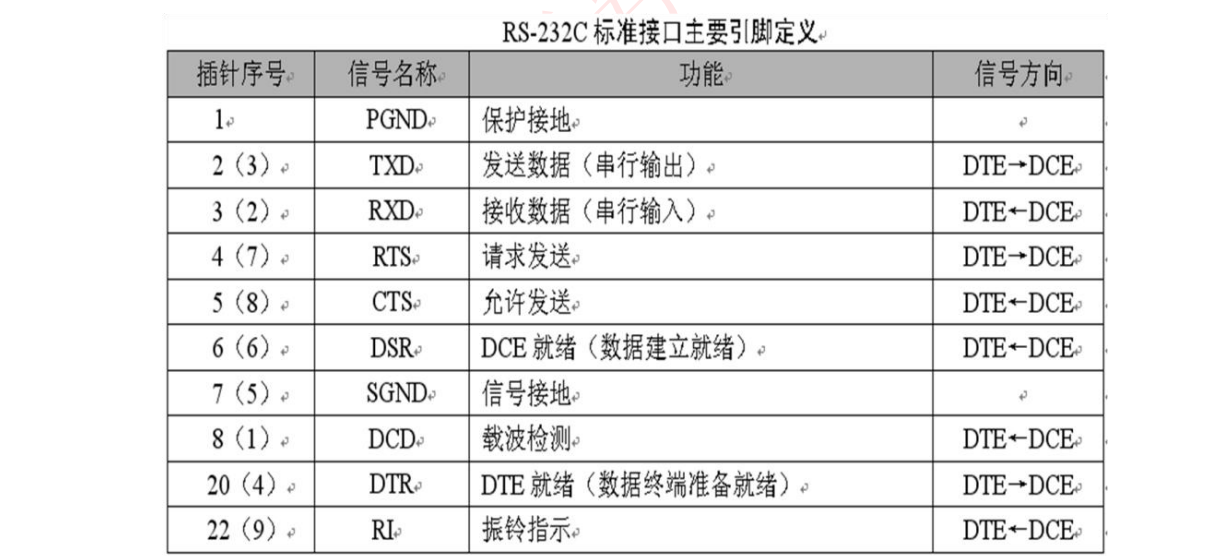 RS-232C 标准接口主要引脚定义
插针序号 信号名称 功能 信号方向
1 PGND 保护接地
2（3） TXD 发送数据（串行输出） DTE→DCE
3（2） RXD 接收数据（串行输入） DTE←DCE
4（7） RTS 请求发送 DTE→DCE
5（8） CTS 允许发送 DTE←DCE
6（6） DSR DCE 就绪（数据建立就绪） DTE←DCE
7（5） SGND 信号接地
8（1） DCD 载波检测 DTE←DCE
20（4） DTR DTE 就绪（数据终端准备就绪） DTE→DCE
22（9） RI 振铃指示 DTE←DCE